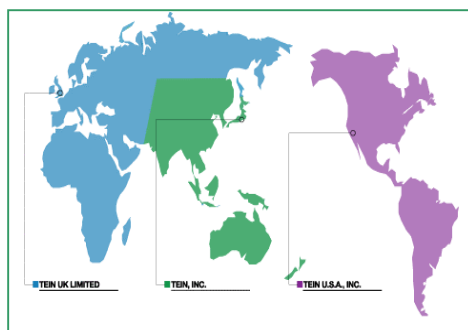 TEIN UK LIMITED
TEIN, INC.
TEIN U.S.A., INC.